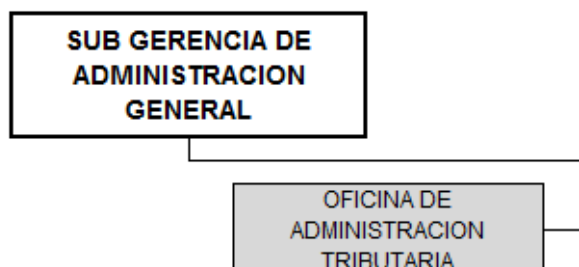 SUB GERENCIA DE
ADMINISTRACION
GENERAL
OFICINA DE
ADMINISTRACION
TRIBUTARIA